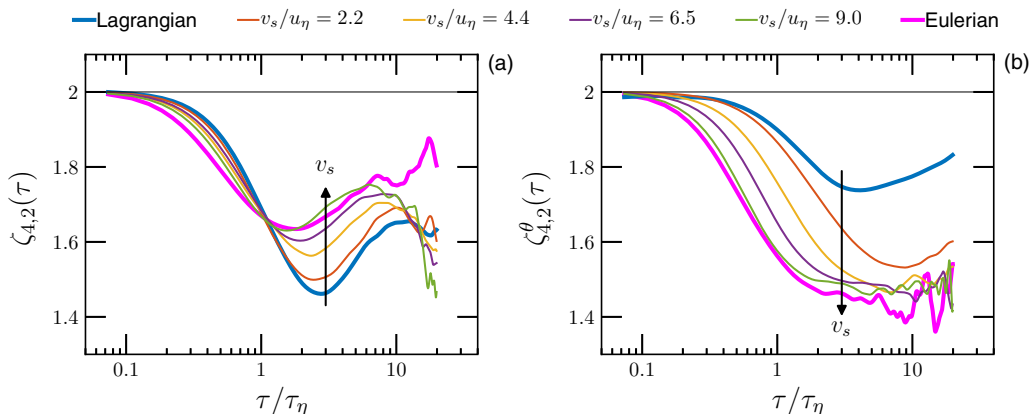 Lagrangian v_s/u_η = 2.2 v_s/u_η = 4.4 v_s/u_η = 6.5 v_s/u_η = 9.0 Eulerian
(a)
ζ_{4,2}(τ)
2
1.8
1.6
1.4
v_s
0.1 1 10
τ/τ_η
(b)
ζ^θ_{4,2}(τ)
2
1.8
1.6
1.4
v_s
0.1 1 10
τ/τ_η